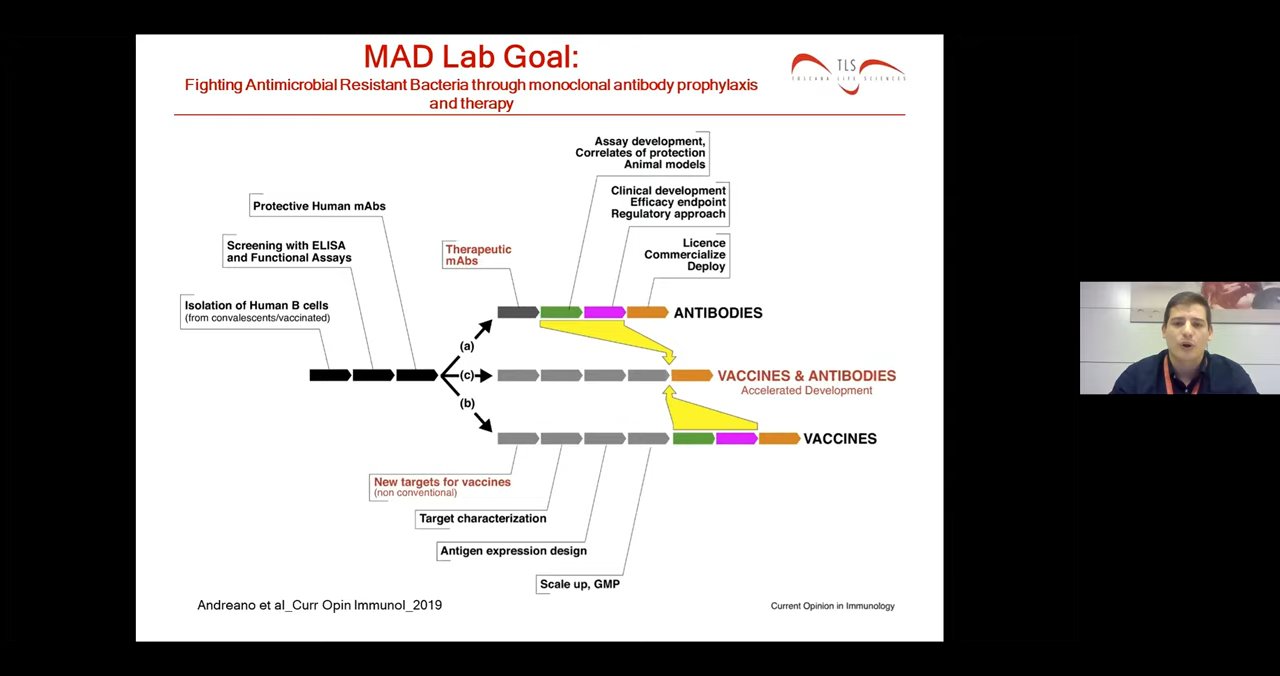 MAD Lab Goal:
Fighting Antimicrobial Resistant Bacteria through monoclonal antibody prophylaxis
and therapy
TLS
TOSCANA LIFE SCIENCES
Assay development,
Correlates of protection
Animal models
Clinical development
Efficacy endpoint
Regulatory approach
Licence
Commercialize
Deploy
Protective Human mAbs
Screening with ELISA
and Functional Assays
Isolation of Human B cells
(from convalescents/vaccinated)
Therapeutic
mAbs
ANTIBODIES
(a)
(c)
(b)
VACCINES & ANTIBODIES
Accelerated Development
VACCINES
New targets for vaccines
(non conventional)
Target characterization
Antigen expression design
Scale up, GMP
Andreano et al_Curr Opin Immunol_2019
Current Opinion in Immunology